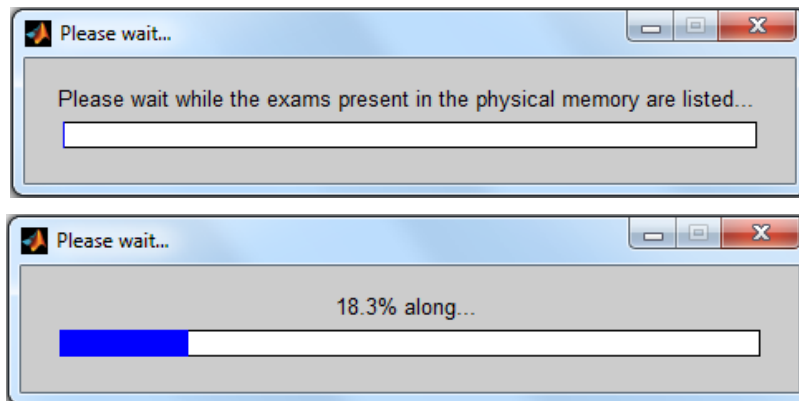 Please wait...
Please wait while the exams present in the physical memory are listed...
Please wait...
18.3% along...